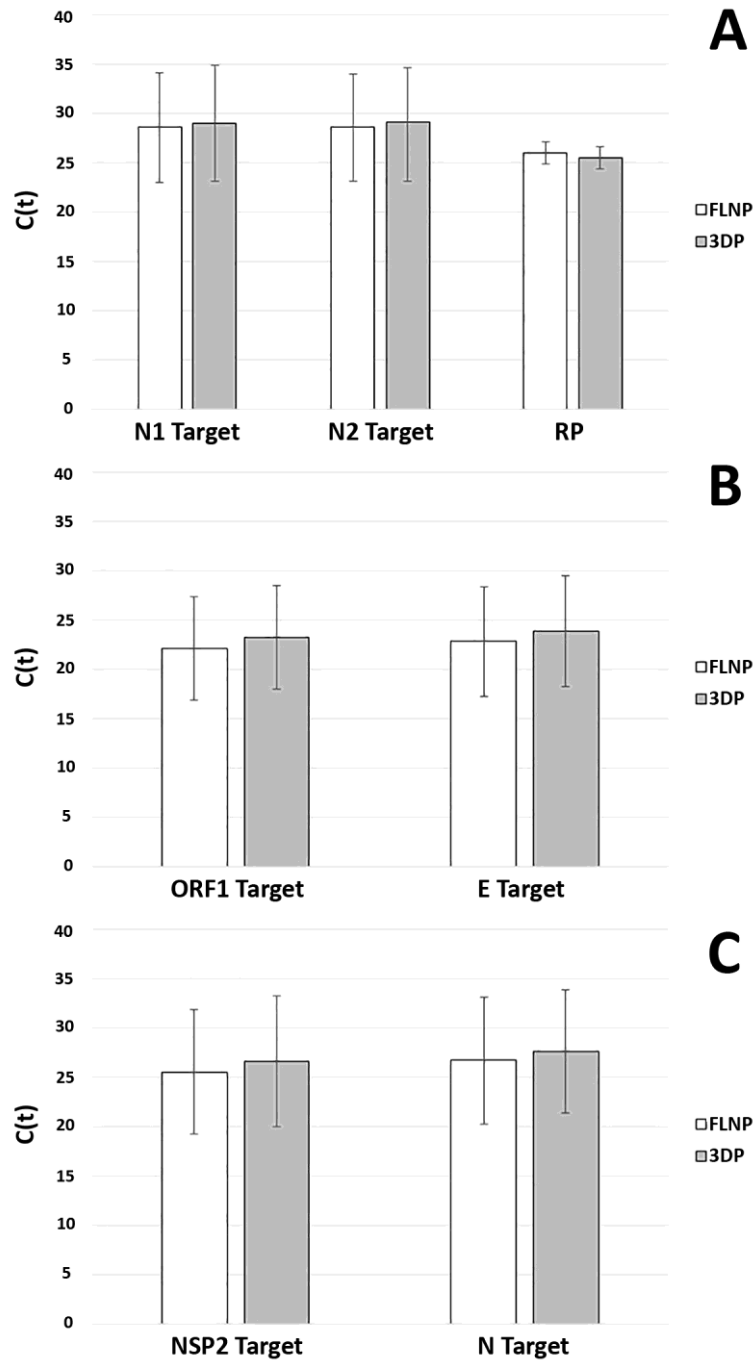 A
40
35
30
25
20
15
10
5
0
C(t)
FLNP
3DP
N1 Target N2 Target RP
B
40
35
30
25
20
15
10
5
0
C(t)
FLNP
3DP
ORF1 Target E Target
C
40
35
30
25
20
15
10
5
0
C(t)
FLNP
3DP
NSP2 Target N Target